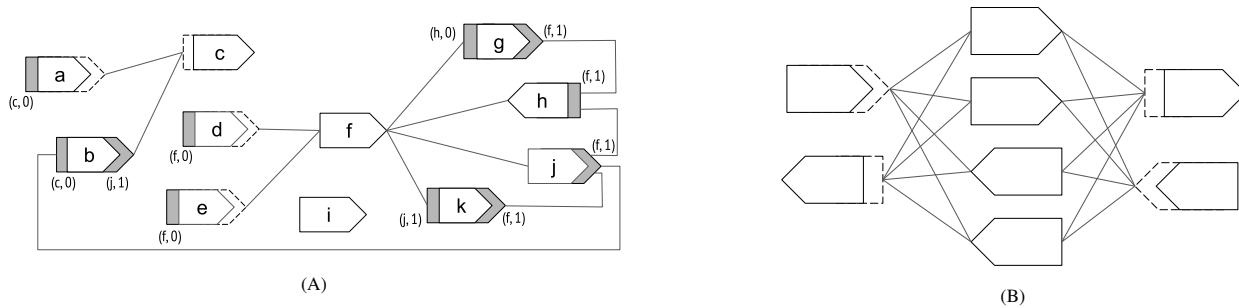 (h, 0) g (f, 1)
c
a
(c, 0)
(f, 1)
h
d
(f, 0)
f
b
(c, 0) (j, 1)
(f, 1)
j
e
(f, 0)
i
(j, 1) k (f, 1)
(A)
(B)